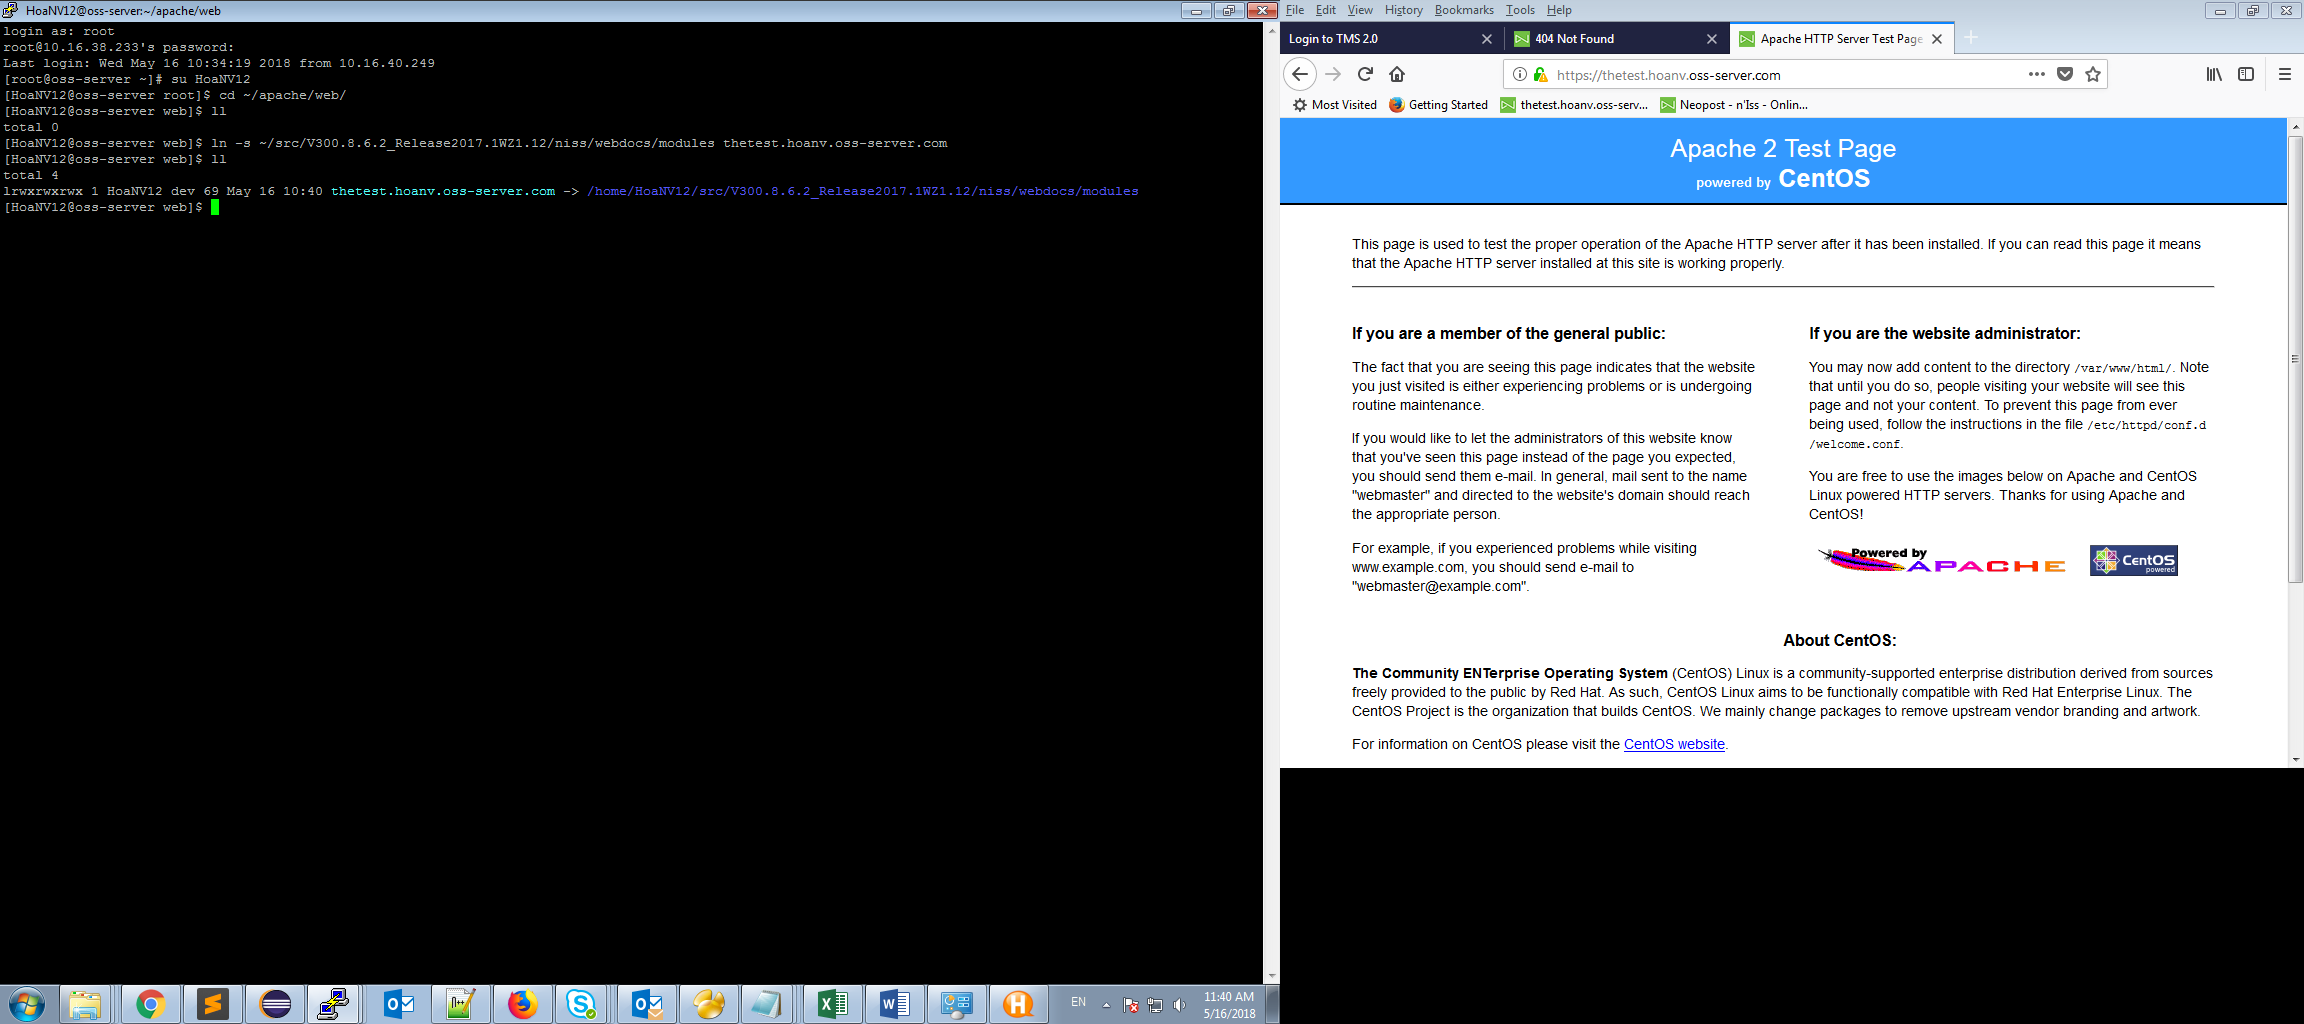 HoaNV12@oss-server:~/apache/web
login as: root
root@10.16.38.233's password:
Last login: Wed May 16 10:34:19 2018 from 10.16.40.249
[root@oss-server ~]# su HoaNV12
[HoaNV12@oss-server root]$ cd ~/apache/web/
[HoaNV12@oss-server web]$ ll
total 0
[HoaNV12@oss-server web]$ ln -s ~/src/V300.8.6.2_Release2017.1WZ1.12/niss/webdocs/modules thetest.hoanv.oss-server.com
[HoaNV12@oss-server web]$ ll
total 4
lrwxrwxrwx 1 HoaNV12 dev 69 May 16 10:40 thetest.hoanv.oss-server.com -> /home/HoaNV12/src/V300.8.6.2_Release2017.1WZ1.12/niss/webdocs/modules
[HoaNV12@oss-server web]$
File Edit View History Bookmarks Tools Help
Login to TMS 2.0
404 Not Found
Apache HTTP Server Test Page
https://thetest.hoanv.oss-server.com
Most Visited
Getting Started
thetest.hoanv.oss-serv...
Neopost - n'Iss - Onlin...
Apache 2 Test Page
powered by CentOS
This page is used to test the proper operation of the Apache HTTP server after it has been installed. If you can read this page it means
that the Apache HTTP server installed at this site is working properly.
If you are a member of the general public:
The fact that you are seeing this page indicates that the website
you just visited is either experiencing problems or is undergoing
routine maintenance.
If you would like to let the administrators of this website know
that you've seen this page instead of the page you expected,
you should send them e-mail. In general, mail sent to the name
"webmaster" and directed to the website's domain should reach
the appropriate person.
For example, if you experienced problems while visiting
www.example.com, you should send e-mail to
"webmaster@example.com".
If you are the website administrator:
You may now add content to the directory /var/www/html/. Note
that until you do so, people visiting your website will see this
page and not your content. To prevent this page from ever
being used, follow the instructions in the file /etc/httpd/conf.d
/welcome.conf.
You are free to use the images below on Apache and CentOS
Linux powered HTTP servers. Thanks for using Apache and
CentOS!
Powered by
APACHE
CentOS
powered
About CentOS:
The Community ENTerprise Operating System (CentOS) Linux is a community-supported enterprise distribution derived from sources
freely provided to the public by Red Hat. As such, CentOS Linux aims to be functionally compatible with Red Hat Enterprise Linux. The
CentOS Project is the organization that builds CentOS. We mainly change packages to remove upstream vendor branding and artwork.
For information on CentOS please visit the CentOS website.
EN
11:40 AM
5/16/2018